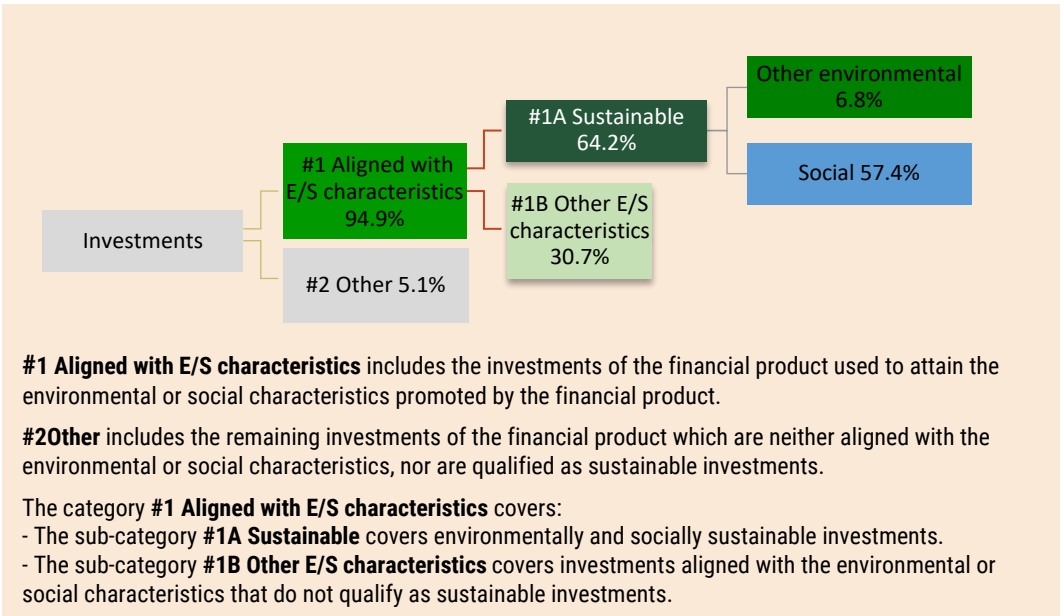 Other environmental
6.8%
#1A Sustainable
64.2%
#1 Aligned with
E/S characteristics
94.9%
Social 57.4%
#1B Other E/S
characteristics
30.7%
Investments
#2 Other 5.1%
#1 Aligned with E/S characteristics includes the investments of the financial product used to attain the
environmental or social characteristics promoted by the financial product.
#2Other includes the remaining investments of the financial product which are neither aligned with the
environmental or social characteristics, nor are qualified as sustainable investments.
The category #1 Aligned with E/S characteristics covers:
- The sub-category #1A Sustainable covers environmentally and socially sustainable investments.
- The sub-category #1B Other E/S characteristics covers investments aligned with the environmental or
social characteristics that do not qualify as sustainable investments.